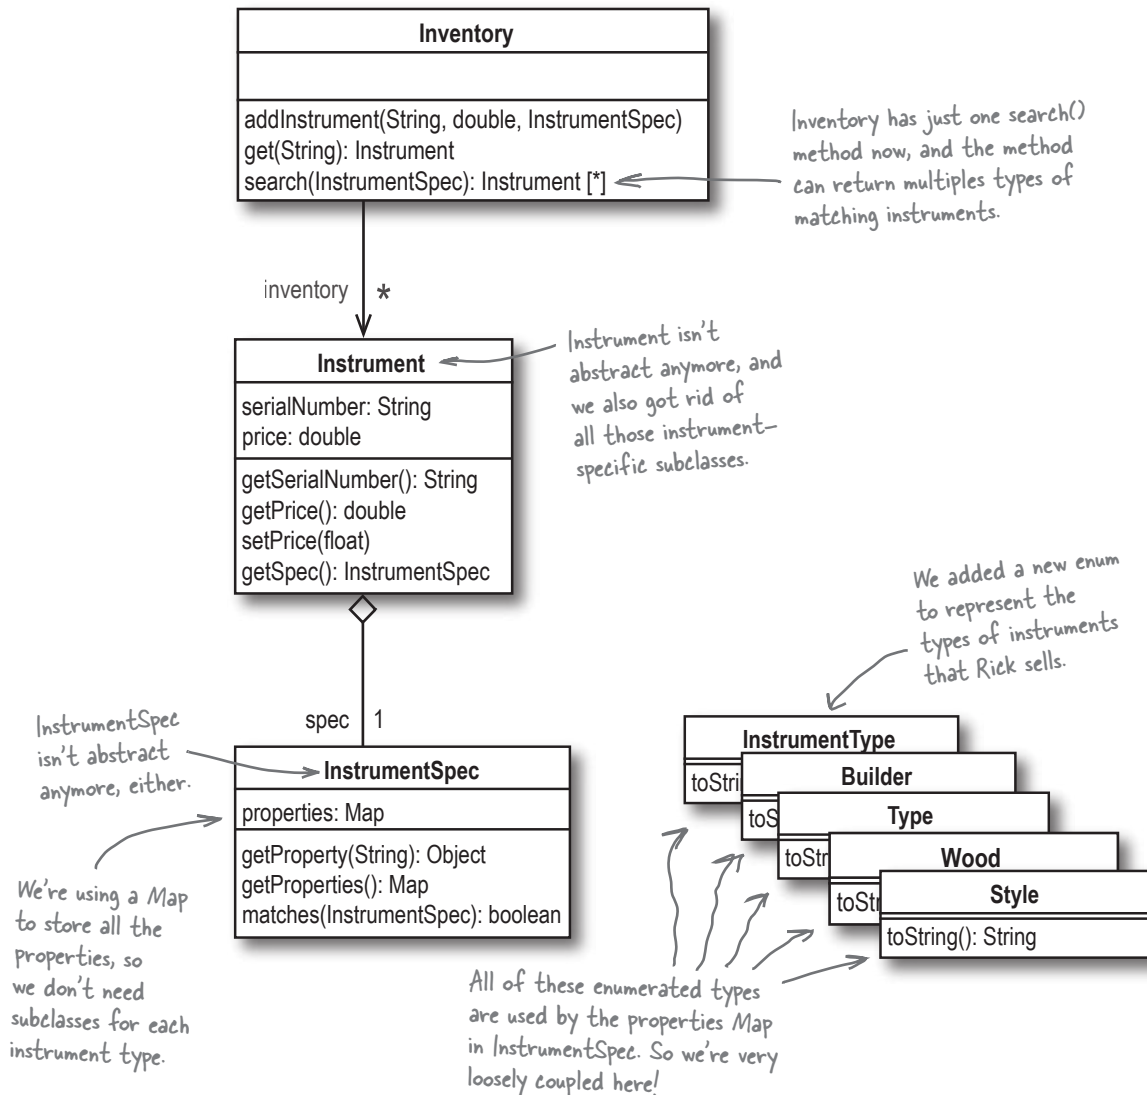 Inventory
addInstrument(String, double, InstrumentSpec)
get(String): Instrument
search(InstrumentSpec): Instrument [*]
Inventory has just one search()
method now, and the method
can return multiples types of
matching instruments.
inventory *
Instrument
serialNumber: String
price: double
getSerialNumber(): String
getPrice(): double
setPrice(float)
getSpec(): InstrumentSpec
Instrument isn't
abstract anymore, and
we also got rid of
all those instrument-
specific subclasses.
We added a new enum
to represent the
types of instruments
that Rick sells.
spec 1
InstrumentSpec
isn't abstract
anymore, either.
InstrumentSpec
properties: Map
getProperty(String): Object
getProperties(): Map
matches(InstrumentSpec): boolean
We're using a Map
to store all the
properties, so
we don't need
subclasses for each
instrument type.
InstrumentType
toStri
Builder
toS
Type
toStr
Wood
toStr
Style
toString(): String
All of these enumerated types
are used by the properties Map
in InstrumentSpec. So we're very
loosely coupled here!